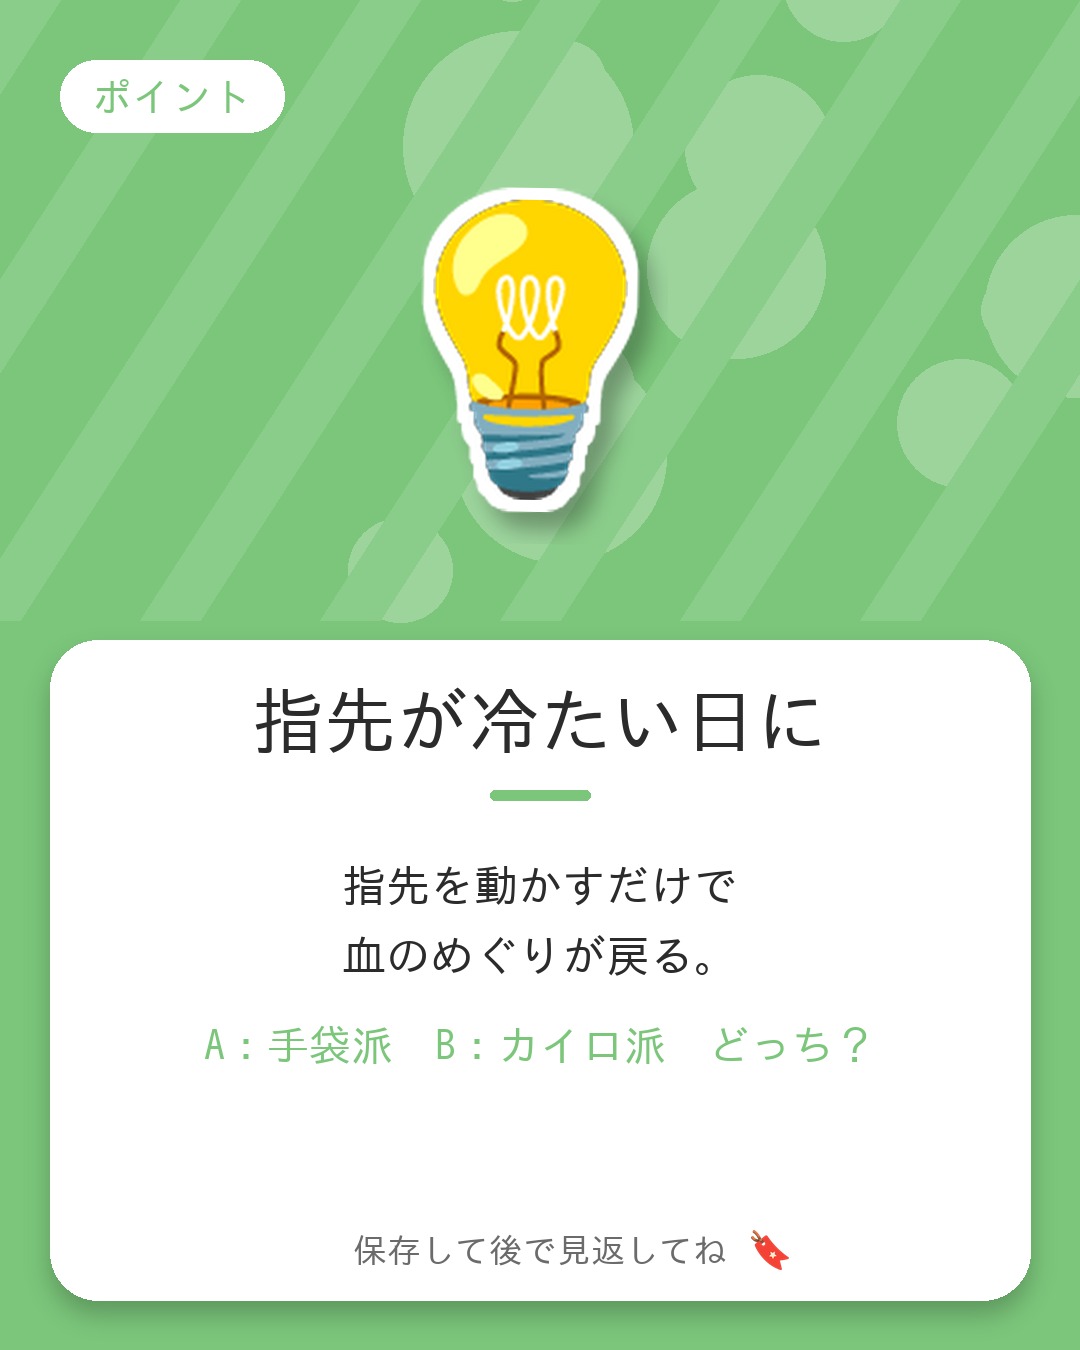 ポイント
指先が冷たい日に
指先を動かすだけで
血のめぐりが戻る。
A：手袋派　B：カイロ派　どっち？
保存して後で見返してね